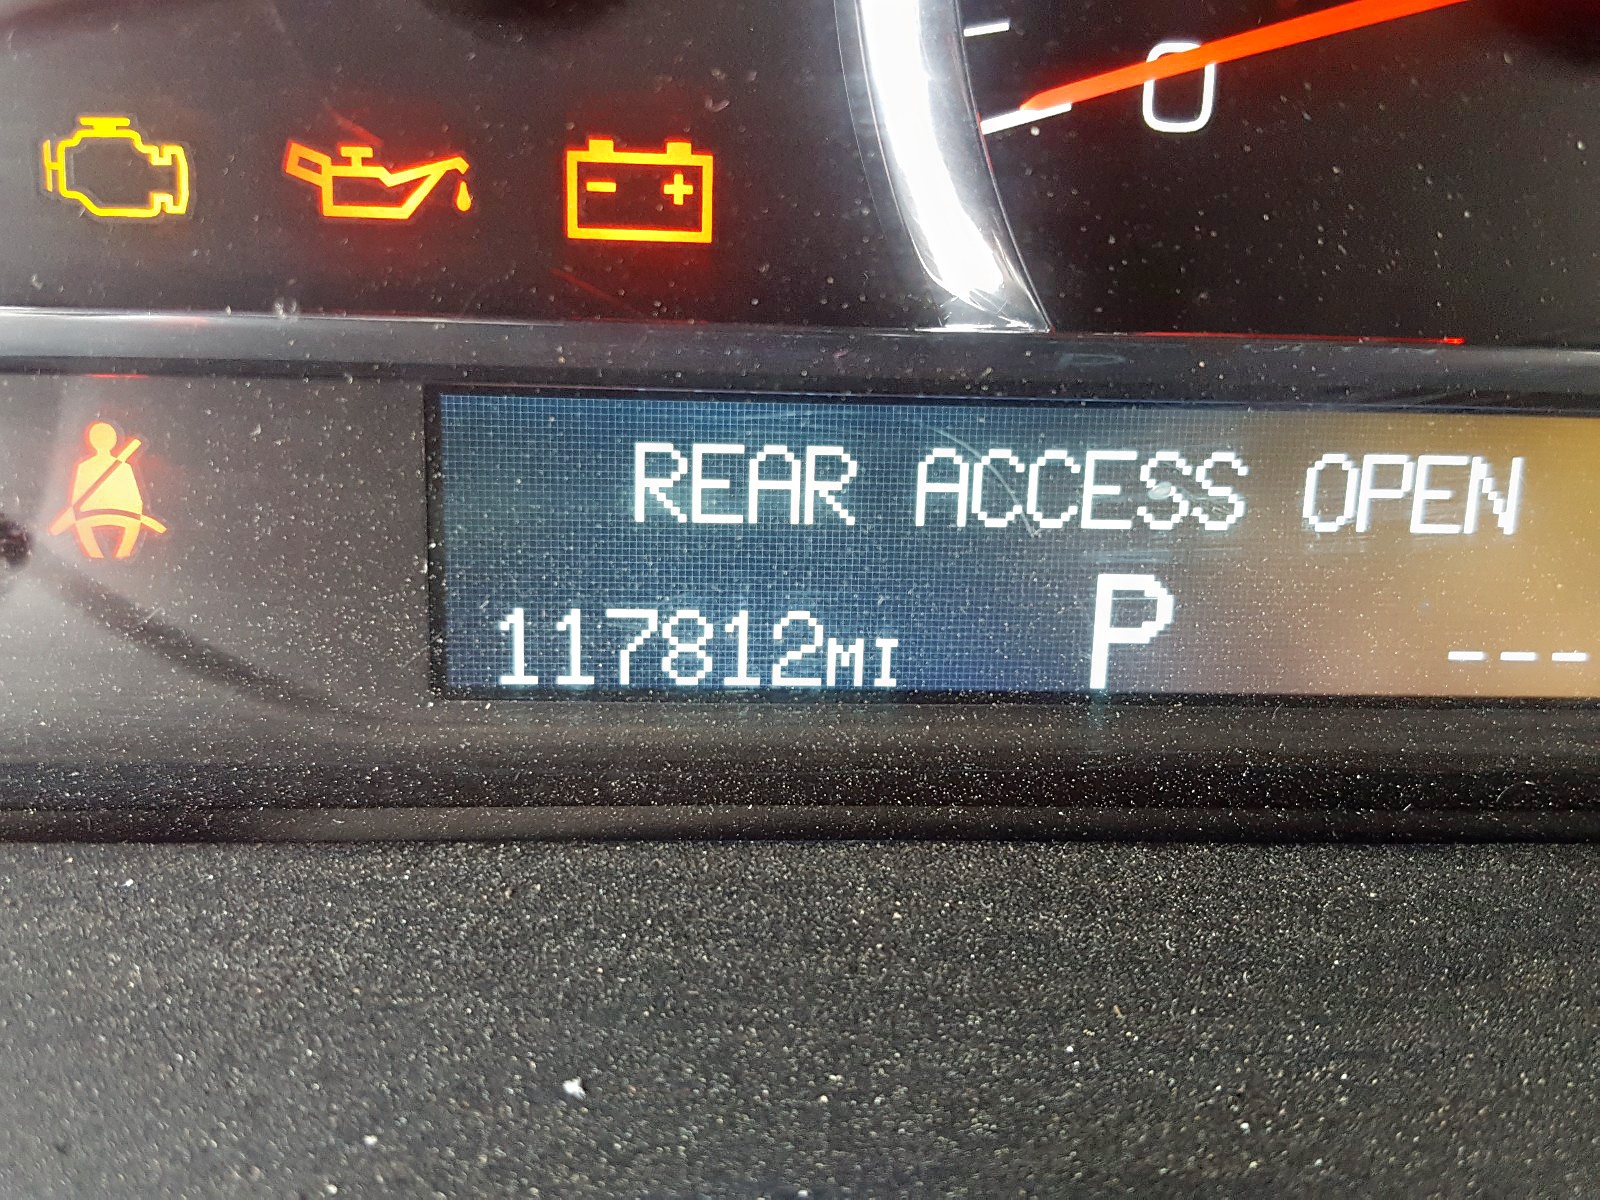 0
REAR ACCESS OPEN
117812MI P ---